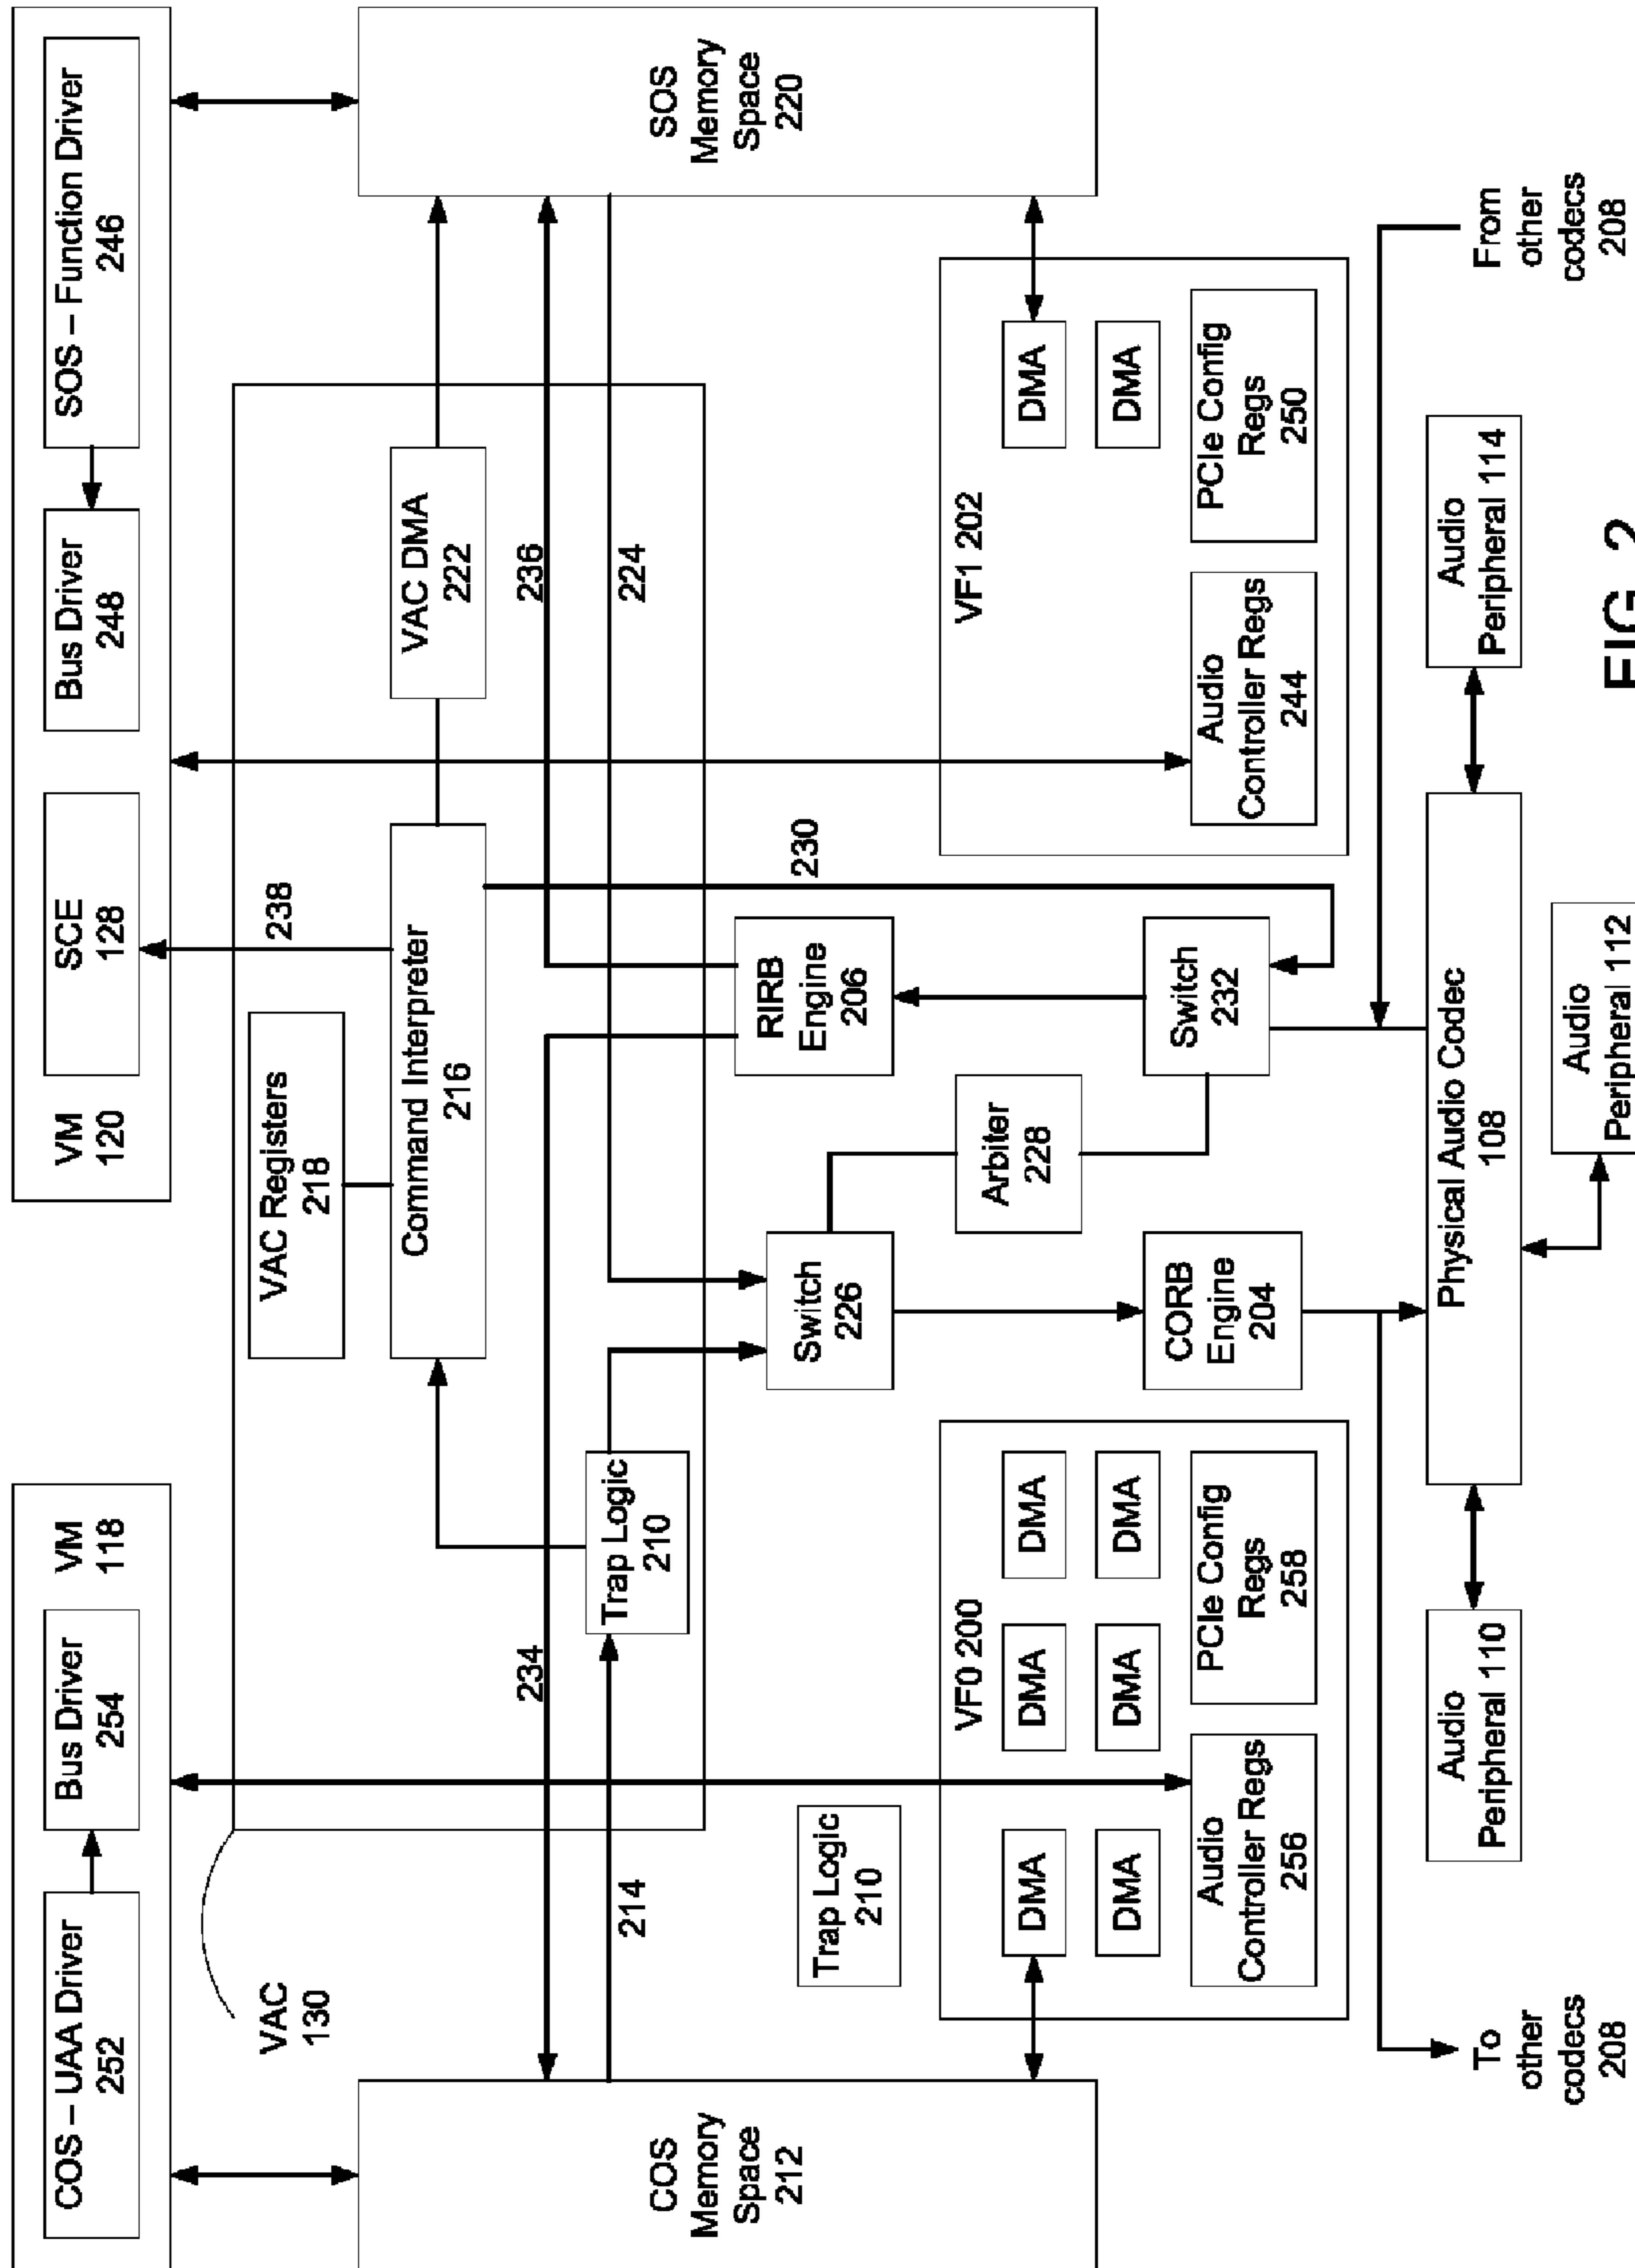 COS – UAA Driver
252
Bus Driver
254
VM
118
VM
120
SCE
128
Bus Driver
248
SOS – Function Driver
246
VAC
130
VAC Registers
218
238
Command Interpreter
216
VAC DMA
222
234
236
214
Trap Logic
210
224
COS
Memory
Space
212
SOS
Memory
Space
220
Trap Logic
210
Switch
226
RIRB
Engine
206
230
Arbiter
228
VF0 200
DMA
DMA
DMA
DMA
DMA
DMA
Audio
Controller Regs
256
PCIe Config
Regs
258
CORB
Engine
204
Switch
232
VF1 202
DMA
DMA
Audio
Controller Regs
244
PCIe Config
Regs
250
To
other
codecs
208
Audio
Peripheral 110
Physical Audio Codec
108
Audio
Peripheral 114
From
other
codecs
208
Audio
Peripheral 112